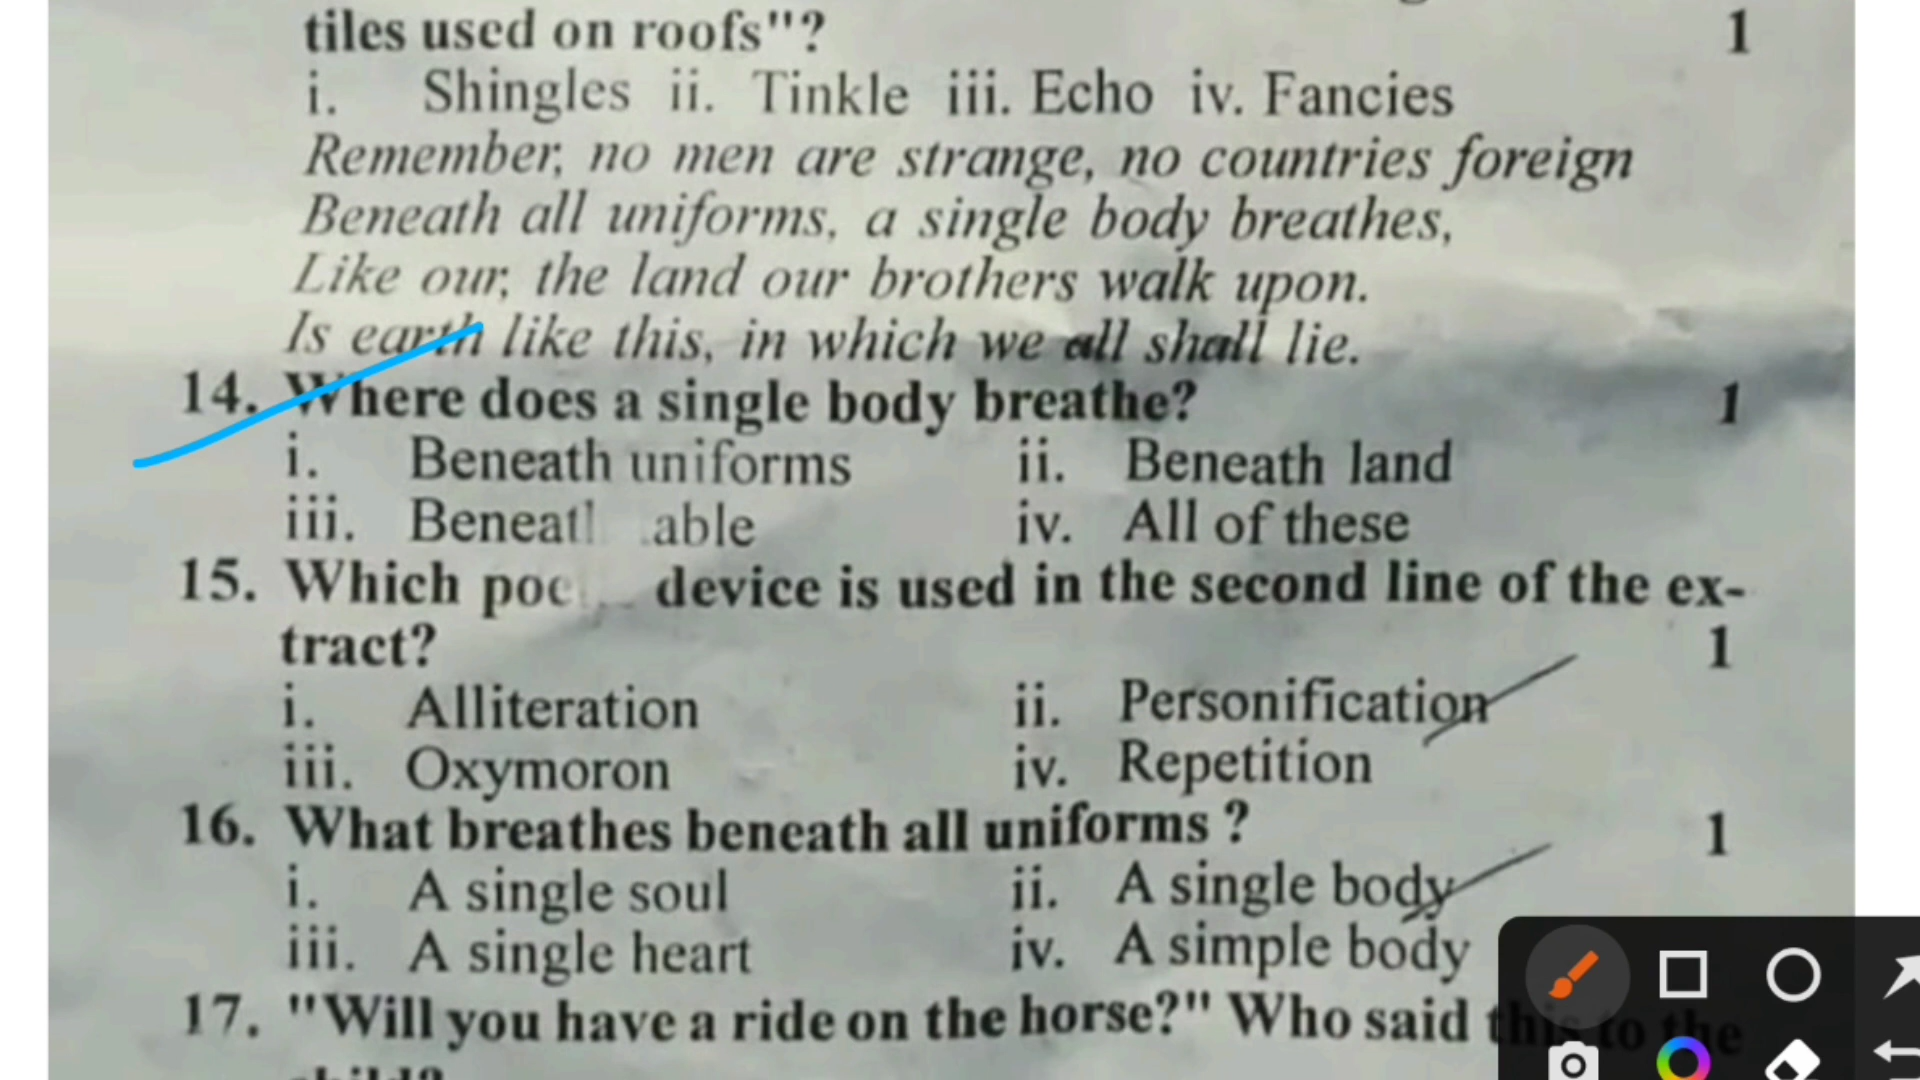 tiles used on roofs"? 1
i. Shingles ii. Tinkle iii. Echo iv. Fancies
Remember, no men are strange, no countries foreign
Beneath all uniforms, a single body breathes,
Like our, the land our brothers walk upon.
Is earth like this, in which we all shall lie.
14. Where does a single body breathe? 1
i. Beneath uniforms ii. Beneath land
iii. able iv. All of these
15. Which device is used in the second line of the ex-
tract? 1
i. Alliteration ii. Personification
iii. Oxymoron iv. Repetition
16. What breathes beneath all uniforms ? 1
i. A single soul ii. A single body
iii. A single heart iv. A simple body
17. "Will you have a ride on the horse?" Who said this to the